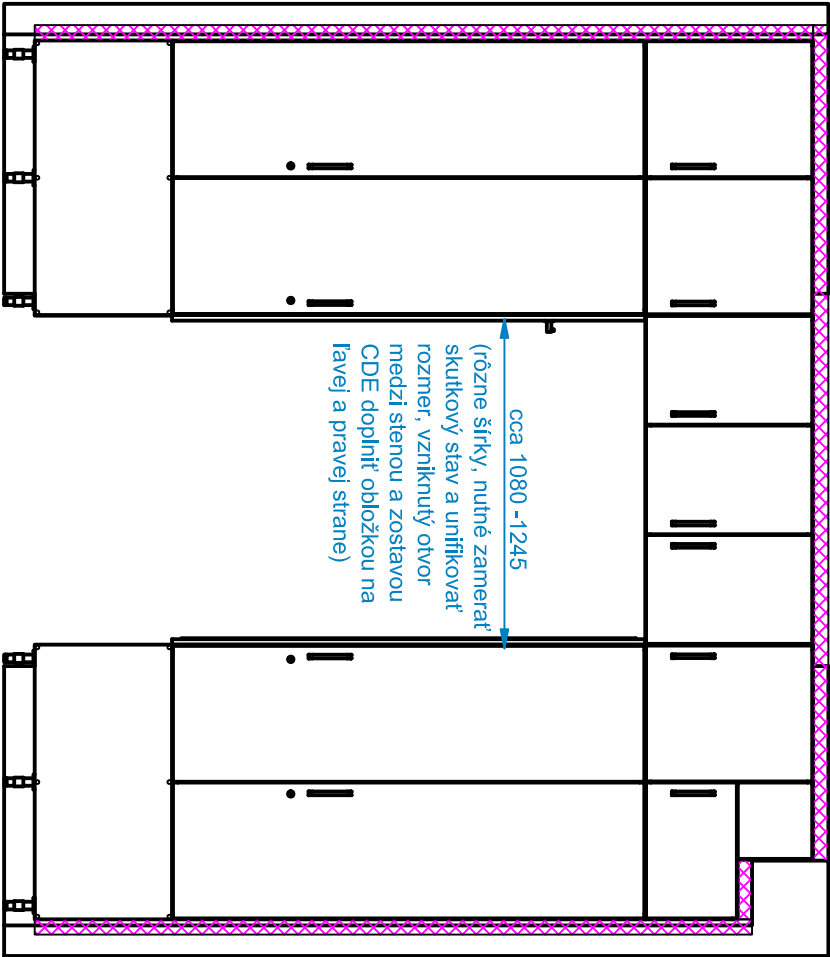 cca 1080 -1245
(rôzne šírky, nutné zamerať
skutkový stav a unifikovať
rozmer, vzniknutý otvor
medzi stenou a zostavou
CDE doplniť obložkou na
ľavej a pravej strane)